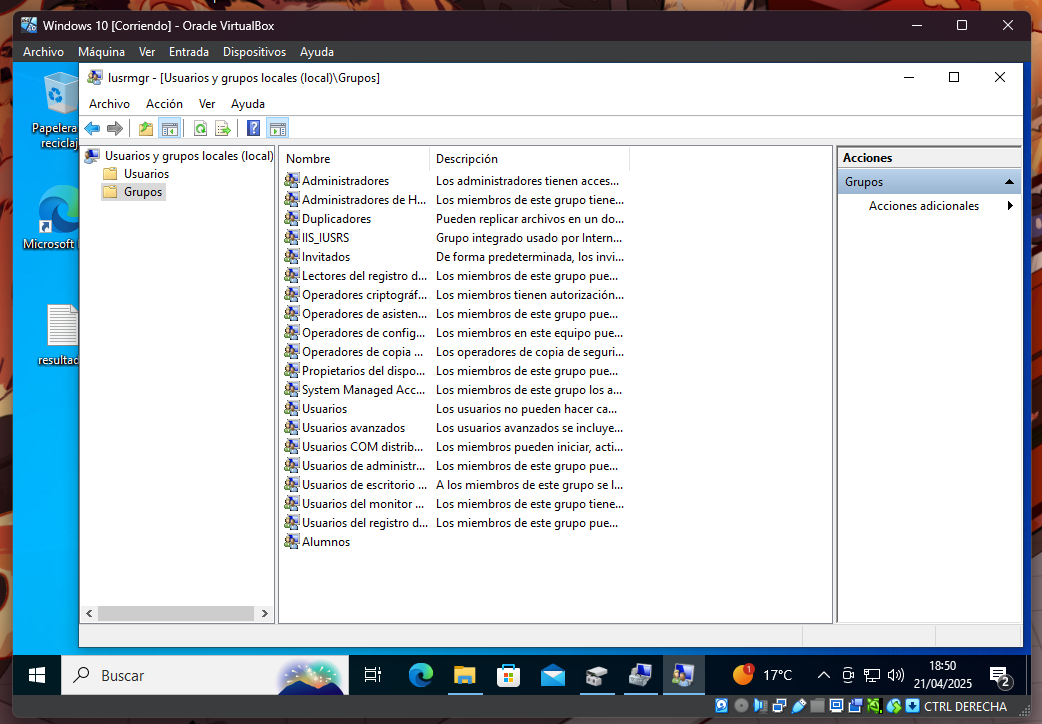 Windows 10 [Corriendo] - Oracle VirtualBox
Archivo Máquina Ver Entrada Dispositivos Ayuda
Papelera
reciclaj
Microsoft
resultad
lusrmgr - [Usuarios y grupos locales (local)\Grupos]
Archivo Acción Ver Ayuda
Usuarios y grupos locales (local)
Usuarios
Grupos
Nombre Descripción
Administradores Los administradores tienen acces...
Administradores de H... Los miembros de este grupo tiene...
Duplicadores Pueden replicar archivos en un do...
IIS_IUSRS Grupo integrado usado por Intern...
Invitados De forma predeterminada, los invi...
Lectores del registro d... Los miembros de este grupo pue...
Operadores criptográf... Los miembros tienen autorización...
Operadores de asisten... Los miembros de este grupo pue...
Operadores de config... Los miembros en este equipo pue...
Operadores de copia ... Los operadores de copia de seguri...
Propietarios del dispo... Los miembros de este grupo pue...
System Managed Acc... Los miembros de este grupo los a...
Usuarios Los usuarios no pueden hacer ca...
Usuarios avanzados Los usuarios avanzados se incluye...
Usuarios COM distrib... Los miembros pueden iniciar, acti...
Usuarios de administr... Los miembros de este grupo pue...
Usuarios de escritorio ... A los miembros de este grupo se l...
Usuarios del monitor ... Los miembros de este grupo tiene...
Usuarios del registro d... Los miembros de este grupo pue...
Alumnos
Acciones
Grupos
Acciones adicionales
Buscar
1
17°C
18:50
21/04/2025
2
CTRL DERECHA